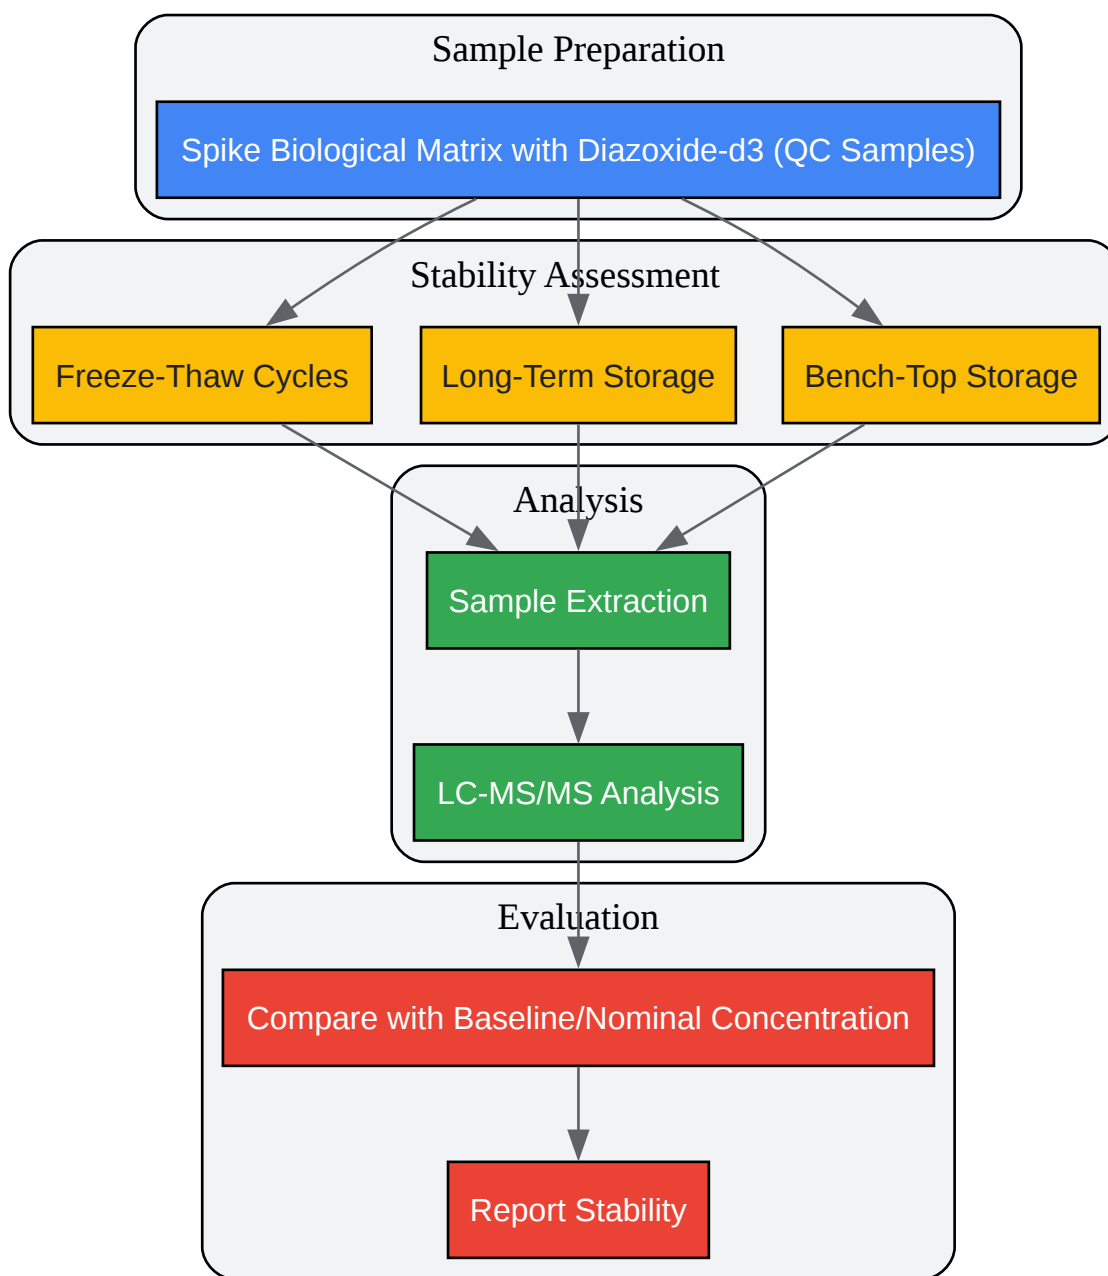 Sample Preparation
Spike Biological Matrix with Diazoxide-d3 (QC Samples)
Stability Assessment
Freeze-Thaw Cycles
Long-Term Storage
Bench-Top Storage
Analysis
Sample Extraction
LC-MS/MS Analysis
Evaluation
Compare with Baseline/Nominal Concentration
Report Stability